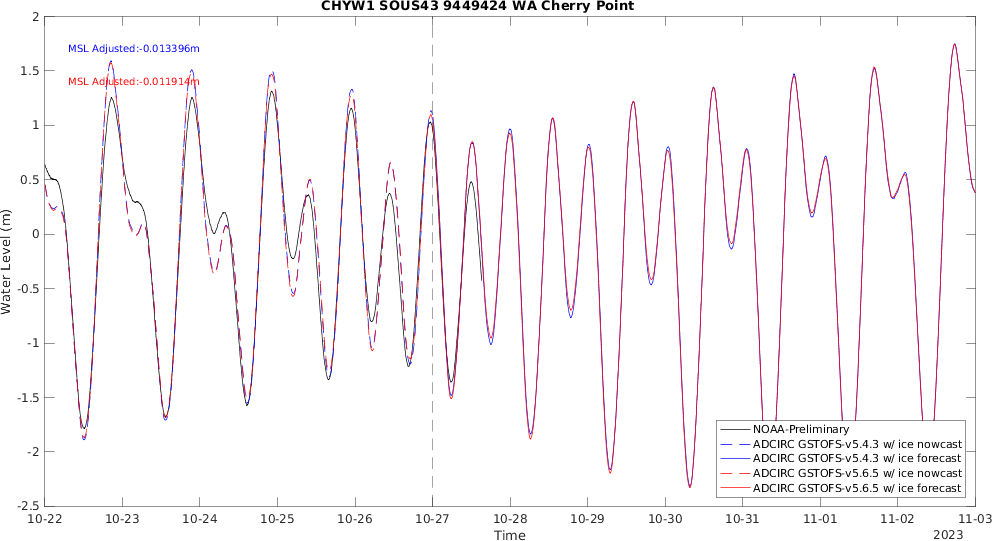 CHYW1 SOUS43 9449424 WA Cherry Point
MSL Adjusted:-0.013396m
MSL Adjusted:-0.011914m
Water Level (m)
2
1.5
1
0.5
0
-0.5
-1
-1.5
-2
-2.5
NOAA-Preliminary
ADCIRC GSTOFS-v5.4.3 w/ ice nowcast
ADCIRC GSTOFS-v5.4.3 w/ ice forecast
ADCIRC GSTOFS-v5.6.5 w/ ice nowcast
ADCIRC GSTOFS-v5.6.5 w/ ice forecast
10-22 10-23 10-24 10-25 10-26 10-27 10-28 10-29 10-30 10-31 11-01 11-02 11-03
Time
2023